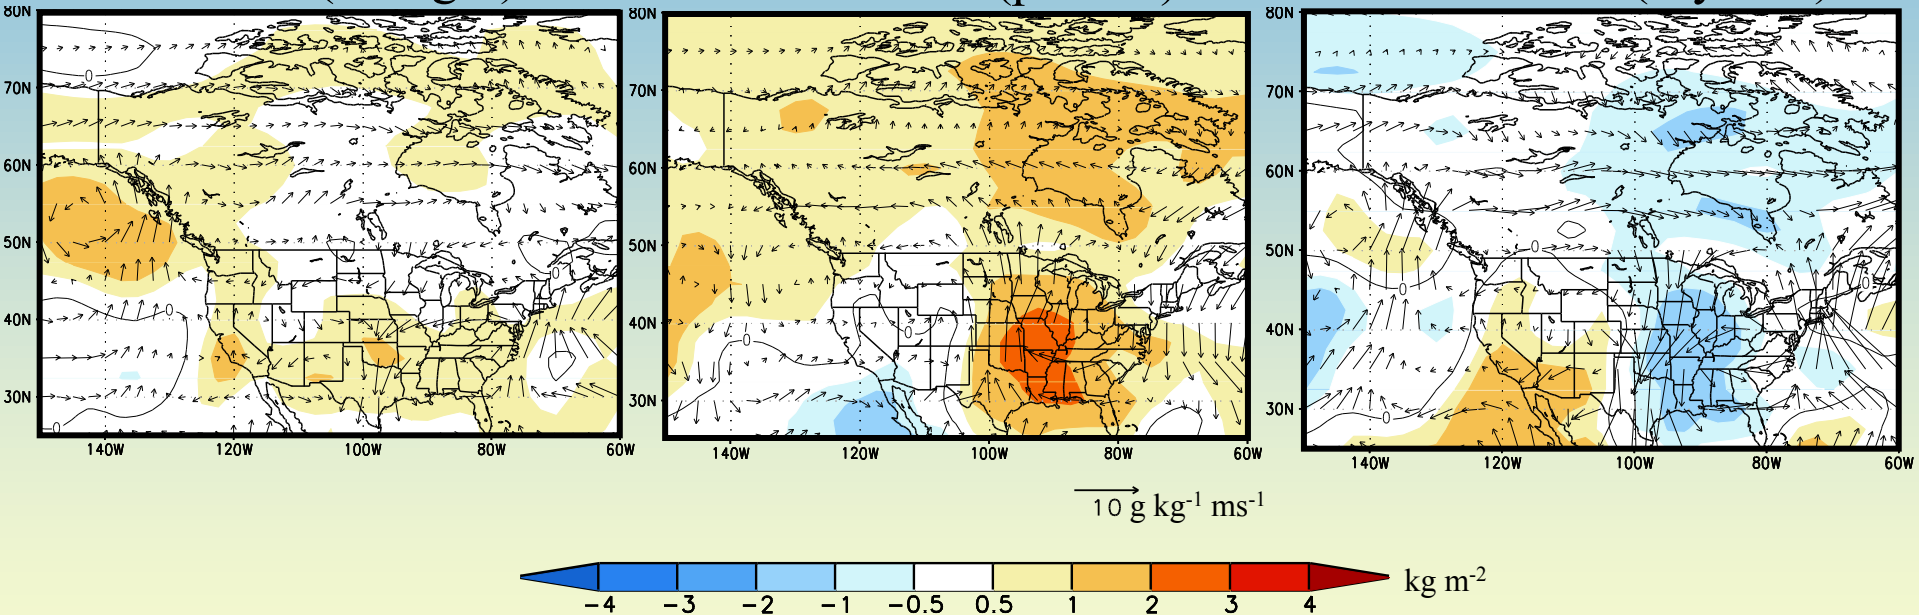 80N 80N 80N
0
70N 70N 70N
60N 60N 60N
0
50N 50N 50N
0 0 0
0 0
40N 40N 40N
0
30N 30N 30N
0 0
140W 120W 100W 80W 60W 140W 120W 100W 80W 60W 140W 120W 100W 80W 60W
10 g kg⁻¹ ms⁻¹
kg m⁻²
−4 −3 −2 −1 −0.5 0.5 1 2 3 4